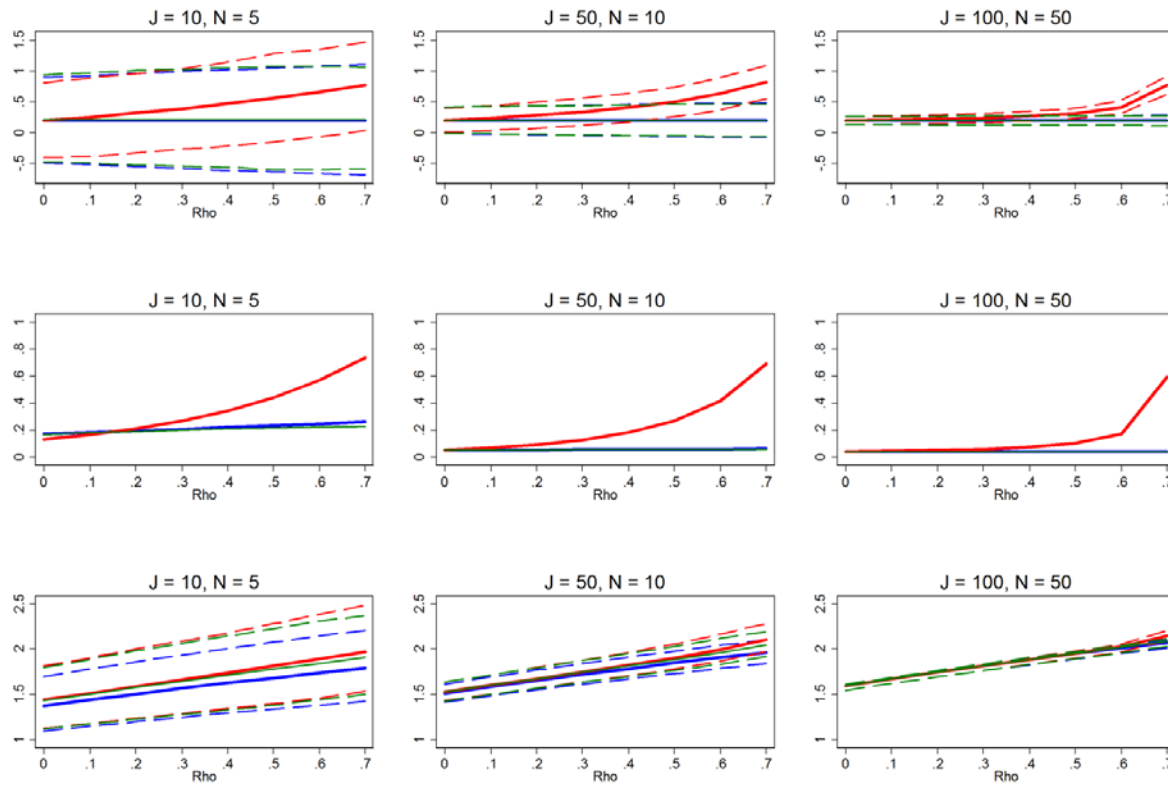 J = 10, N = 5
J = 50, N = 10
J = 100, N = 50
1.5
1
.5
0
-.5
0 .1 .2 .3 .4 .5 .6 .7
Rho
1.5
1
.5
0
-.5
0 .1 .2 .3 .4 .5 .6 .7
Rho
1.5
1
.5
0
-.5
0 .1 .2 .3 .4 .5 .6 .7
Rho
J = 10, N = 5
J = 50, N = 10
J = 100, N = 50
1
.8
.6
.4
.2
0
0 .1 .2 .3 .4 .5 .6 .7
Rho
1
.8
.6
.4
.2
0
0 .1 .2 .3 .4 .5 .6 .7
Rho
1
.8
.6
.4
.2
0
0 .1 .2 .3 .4 .5 .6 .7
Rho
J = 10, N = 5
J = 50, N = 10
J = 100, N = 50
2.5
2
1.5
1
0 .1 .2 .3 .4 .5 .6 .7
Rho
2.5
2
1.5
1
0 .1 .2 .3 .4 .5 .6 .7
Rho
2.5
2
1.5
1
0 .1 .2 .3 .4 .5 .6 .7
Rho